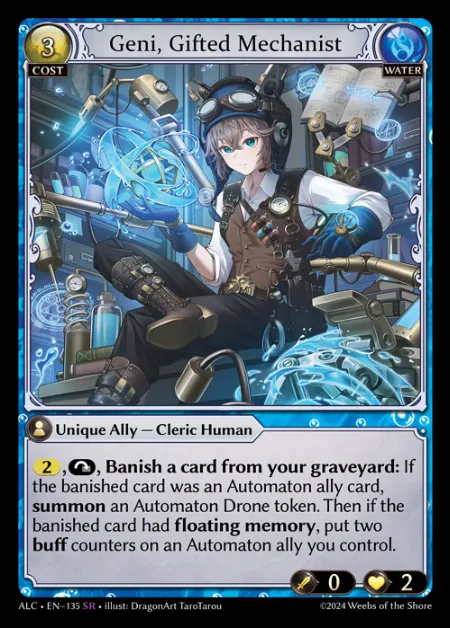 3
COST
Geni, Gifted Mechanist
WATER
Unique Ally — Cleric Human
2, , Banish a card from your graveyard: If
the banished card was an Automaton ally card,
summon an Automaton Drone token. Then if the
banished card had floating memory, put two
buff counters on an Automaton ally you control.
0
2
ALC • EN-135 SR • illust: DragonArt TaroTarou
©2024 Weebs of the Shore